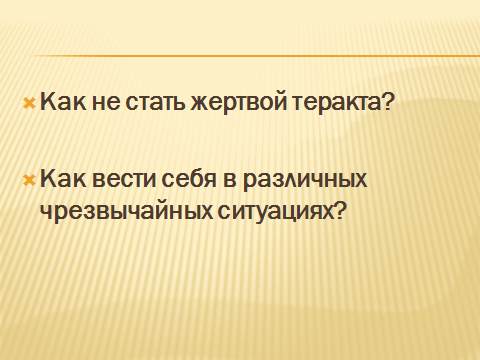 Как не стать жертвой теракта?
Как вести себя в различных
чрезвычайных ситуациях?